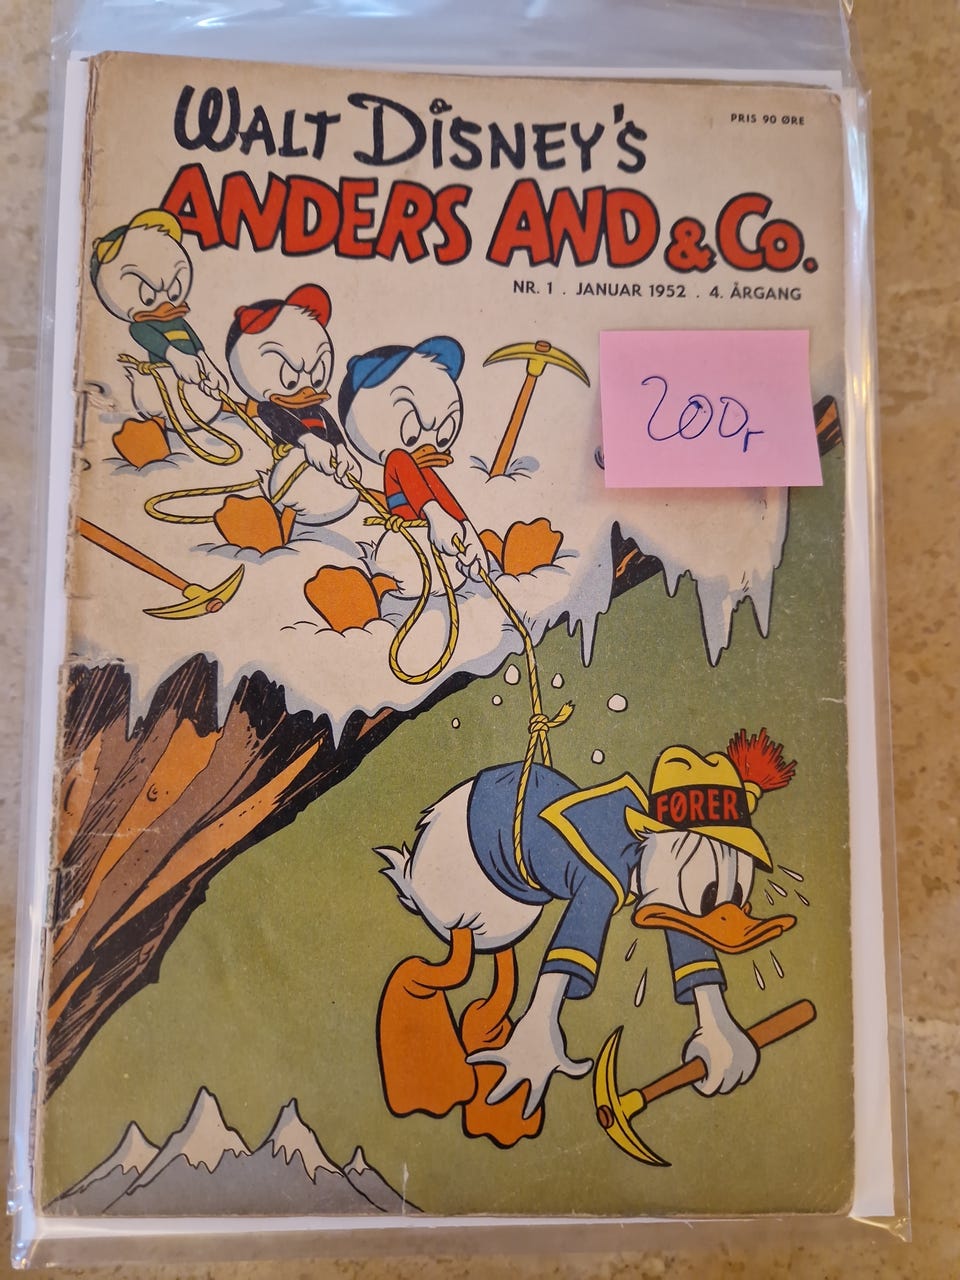 WALT DISNEY'S
PRIS 90 ØRE
ANDERS AND & CO.
NR. 1 . JANUAR 1952 . 4. ÅRGANG
200,-
FØRER